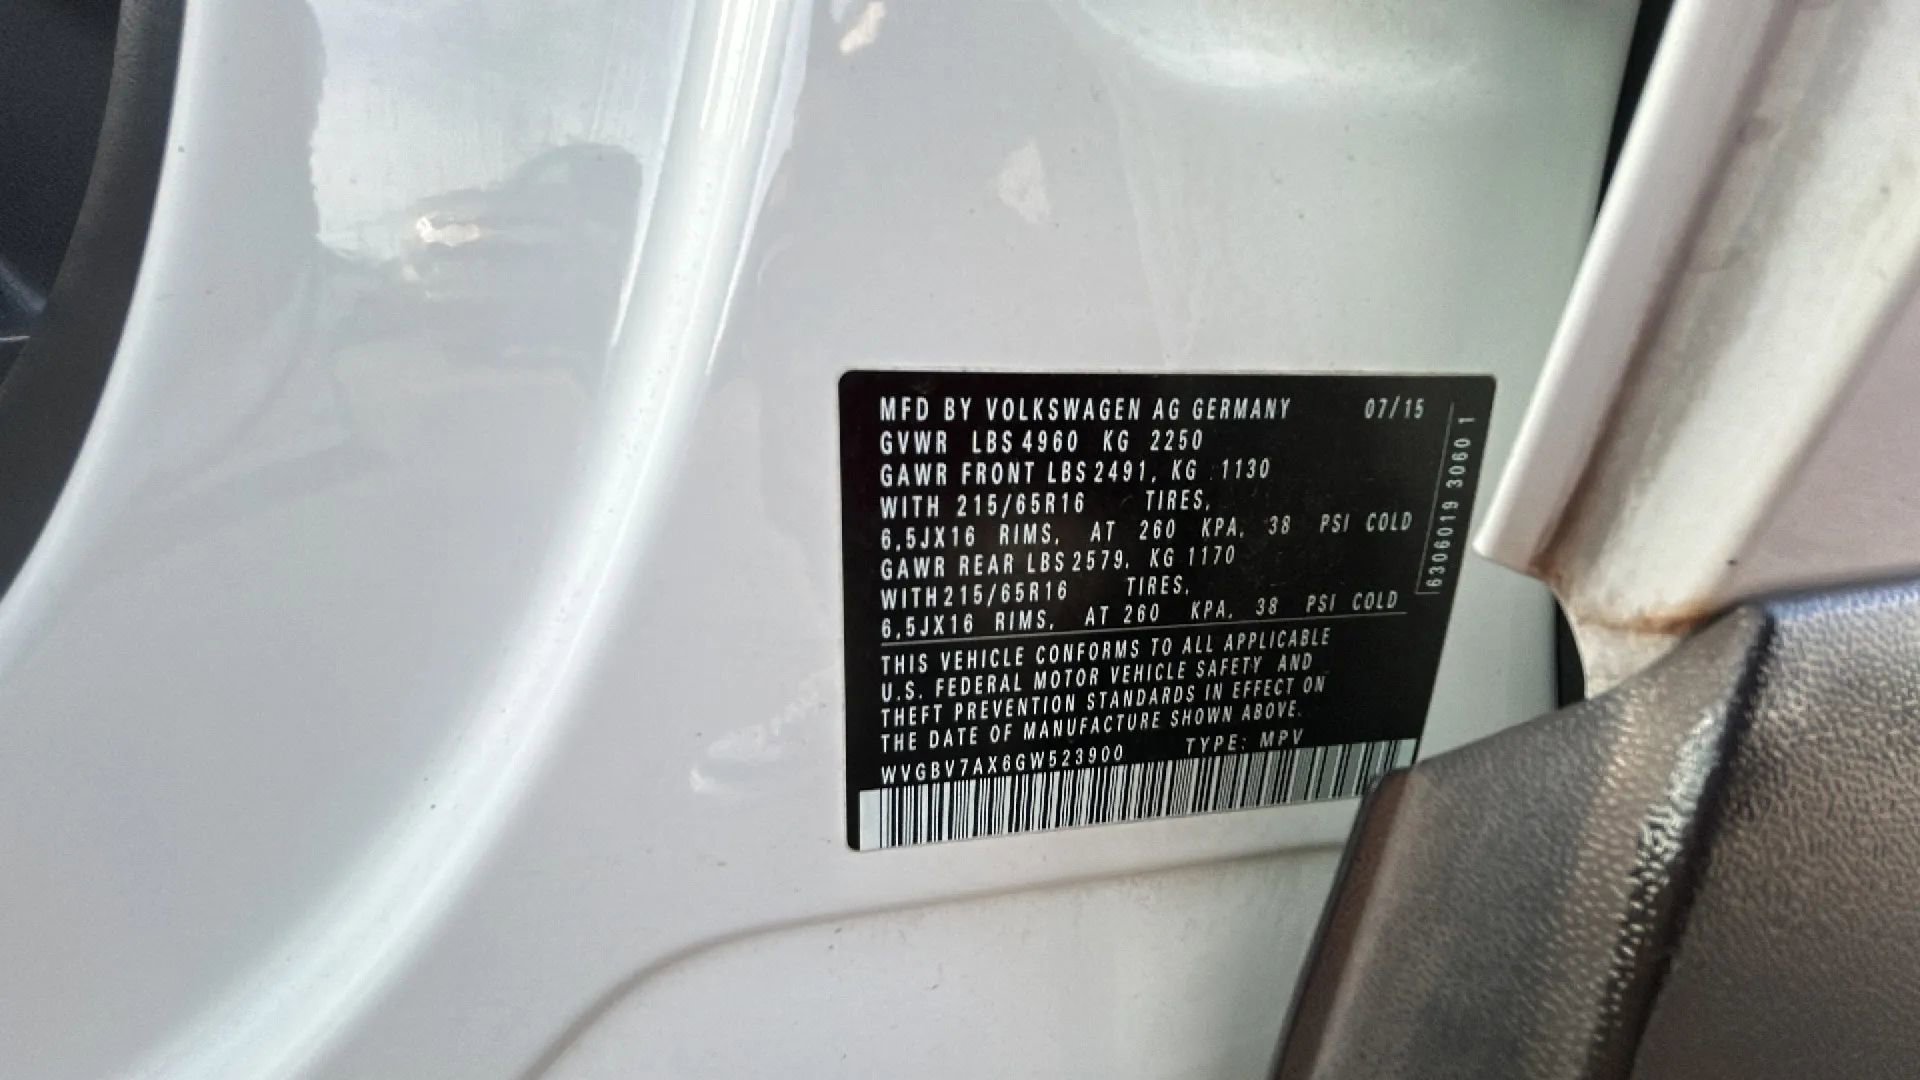 MFD BY VOLKSWAGEN AG GERMANY 07/15
GVWR LBS 4960 KG 2250
GAWR FRONT LBS 2491, KG 1130
WITH 215/65R16 TIRES,
6,5JX16 RIMS, AT 260 KPA, 38 PSI COLD
GAWR REAR LBS 2579, KG 1170
WITH 215/65R16 TIRES,
6,5JX16 RIMS, AT 260 KPA, 38 PSI COLD
THIS VEHICLE CONFORMS TO ALL APPLICABLE
U.S. FEDERAL MOTOR VEHICLE SAFETY AND
THEFT PREVENTION STANDARDS IN EFFECT ON
THE DATE OF MANUFACTURE SHOWN ABOVE.
WVGBV7AX6GW523900 TYPE: MPV
6306019 3060 1